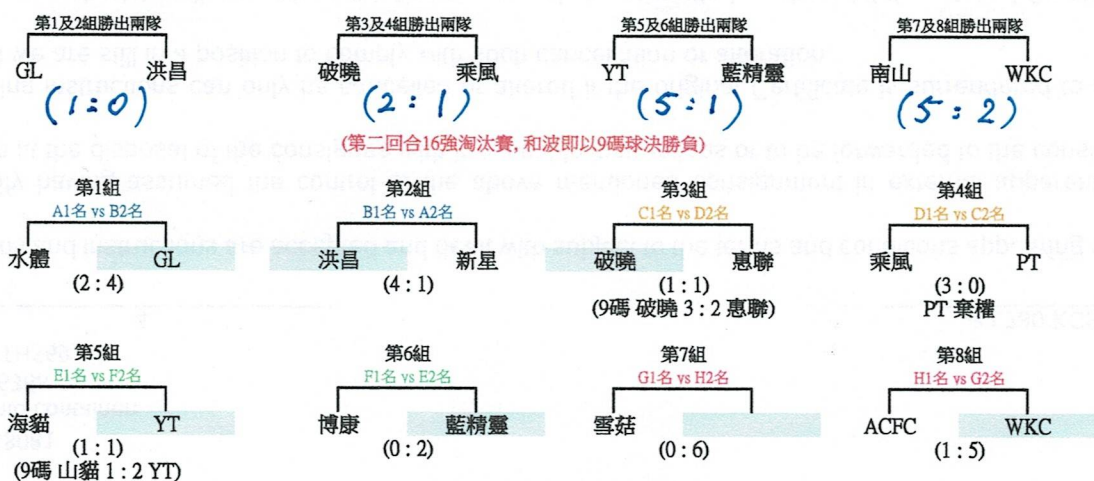 第1及2組勝出兩隊 第3及4組勝出兩隊 第5及6組勝出兩隊 第7及8組勝出兩隊
GL 洪昌 破曉 乘風 YT 藍精靈 南山 WKC
(1:0) (2:1) (5:1) (5:2)
(第二回合16強淘汰賽, 和波即以9碼球決勝負)
第1組 第2組 第3組 第4組
A1名 vs B2名 B1名 vs A2名 C1名 vs D2名 D1名 vs C2名
水體 GL 洪昌 新星 破曉 惠聯 乘風 PT
(2:4) (4:1) (1:1) (3:0)
(9碼 破曉 3:2 惠聯) PT 棄權
第5組 第6組 第7組 第8組
E1名 vs F2名 F1名 vs E2名 G1名 vs H2名 H1名 vs G2名
海貓 YT 博康 藍精靈 雪菇 ACFC WKC
(1:1) (0:2) (0:6) (1:5)
(9碼 山貓 1:2 YT)